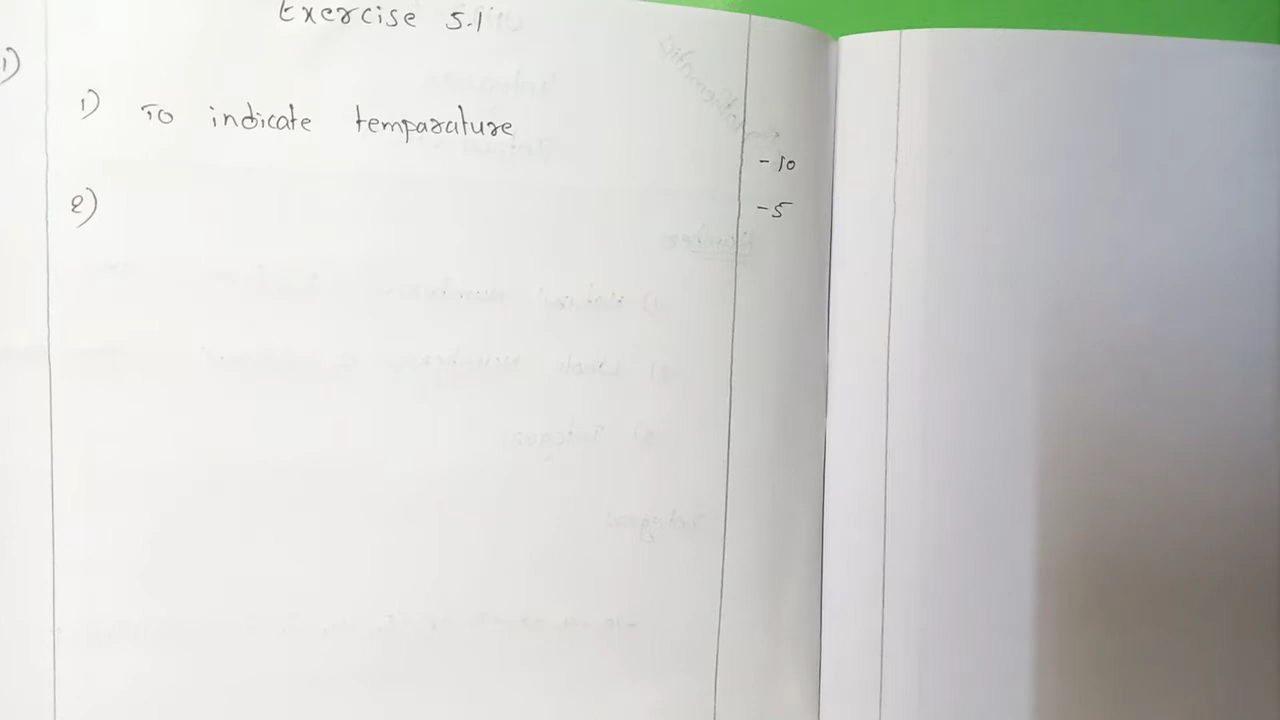 Exercise 5.1
1)
1) To indicate temparature
-10
2)
-5